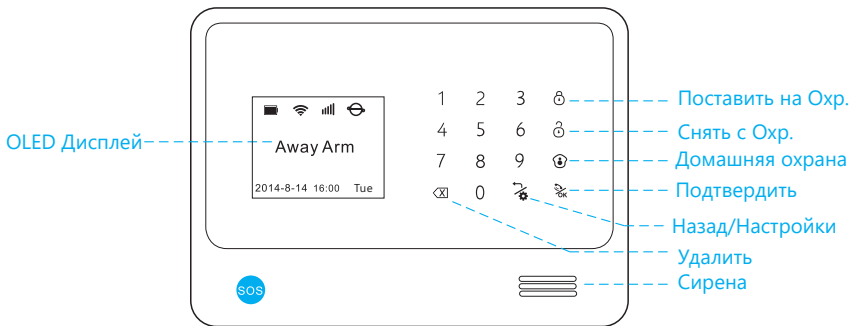 1 2 3
Поставить на Охр.
4 5 6
Снять с Охр.
OLED Дисплей
Away Arm
7 8 9
Домашняя охрана
2014-8-14 16:00 Tue
X 0 OK
Подтвердить
Назад/Настройки
Удалить
Сирена
SOS